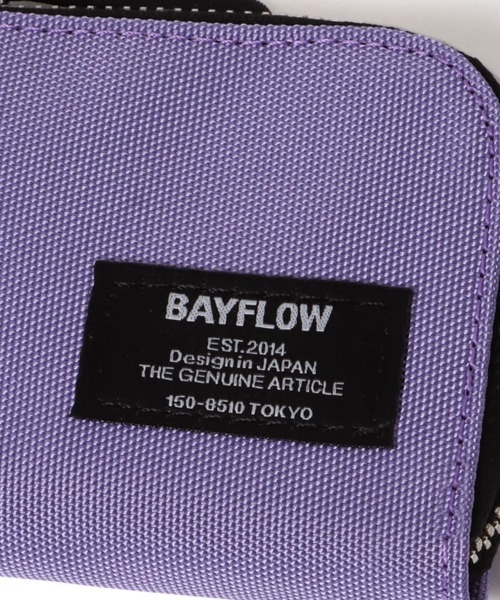 BAYFLOW
EST. 2014
Design in JAPAN
THE GENUINE ARTICLE
150-8510 TOKYO